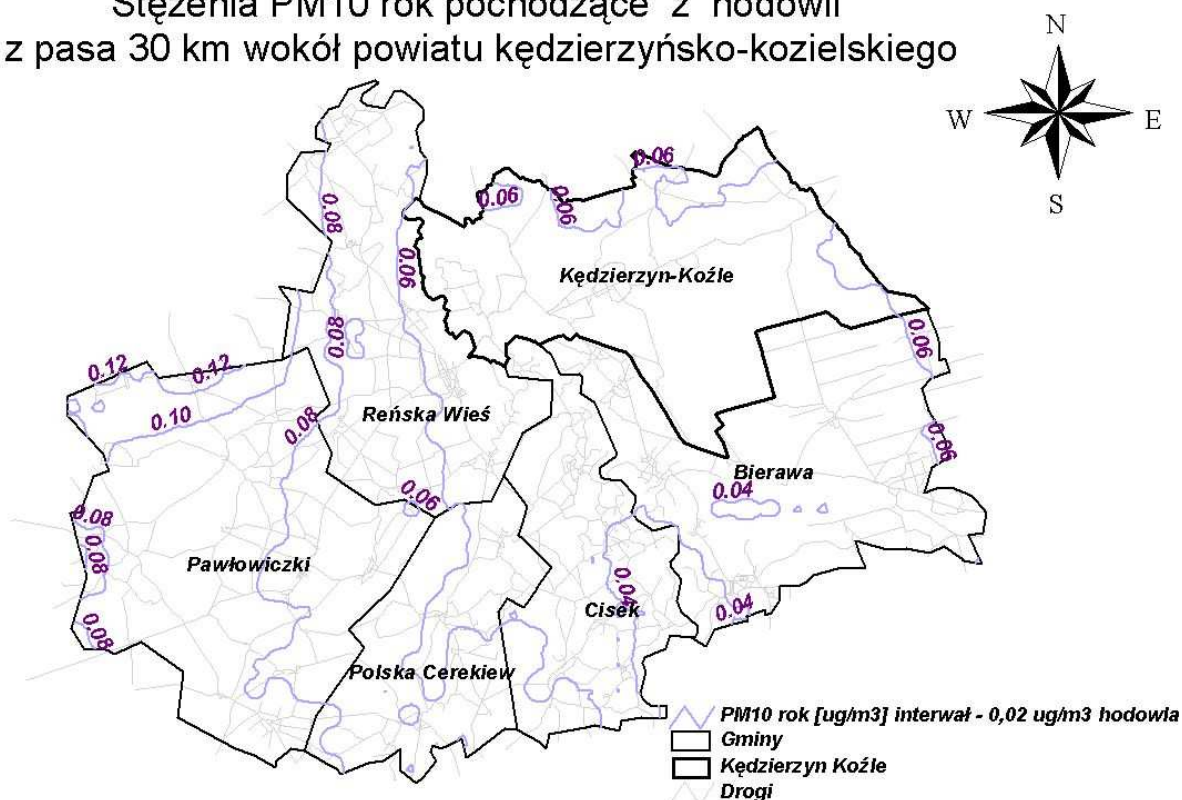 Stężenia PM10 rok pochodzące z hodowli
z pasa 30 km wokół powiatu kędzierzyńsko-kozielskiego
N
W
E
S
0.06
0.06
0.06
0.08
0.06
Kędzierzyn-Koźle
0.08
0.06
0.12
0.12
0.10
0.08
Reńska Wieś
0.06
Bierawa
0.04
0.06
0.08
0.08
Pawłowiczki
0.04
Cisek
0.04
0.08
Polska Cerekiew
PM10 rok [ug/m3] interwał - 0,02 ug/m3 hodowla
Gminy
Kędzierzyn Koźle
Drogi